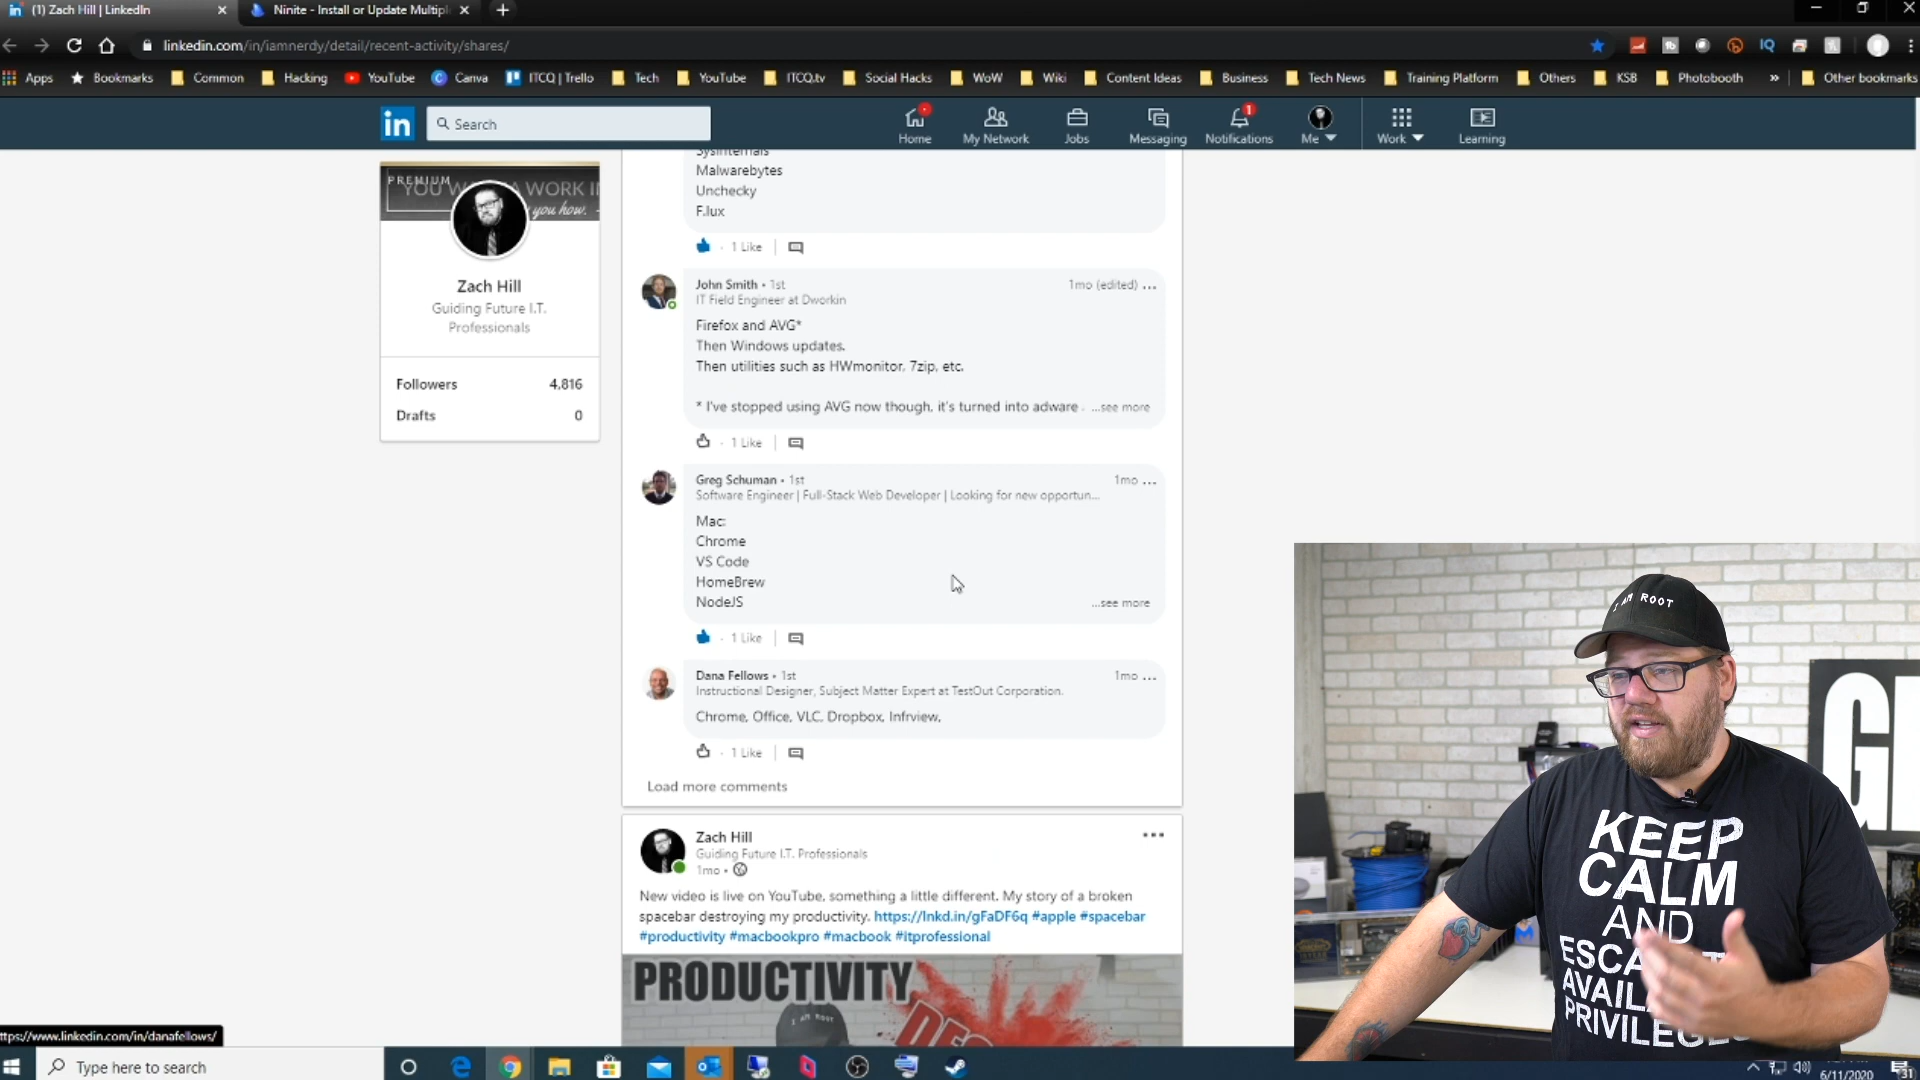 (1) Zach Hill | LinkedIn
Ninite - Install or Update Multipl
linkedin.com/in/iamnerdy/detail/recent-activity/shares/
Apps Bookmarks Common Hacking YouTube Canva ITCQ | Trello Tech YouTube ITCQ.tv Social Hacks WoW Wiki Content Ideas Business Tech News Training Platform Others KSB Photobooth » Other bookmarks
in Search
Home My Network Jobs Messaging 1 Notifications Me Work Learning
PREMIUM
WORK
you how.
Zach Hill
Guiding Future I.T.
Professionals
Followers 4,816
Drafts 0
Sysinternals
Malwarebytes
Unchecky
F.lux
· 1 Like
John Smith • 1st 1mo (edited) ...
IT Field Engineer at Dworkin
Firefox and AVG*
Then Windows updates.
Then utilities such as HWmonitor, 7zip, etc.
* I've stopped using AVG now though, it's turned into adware ...see more
· 1 Like
Greg Schuman • 1st 1mo ...
Software Engineer | Full-Stack Web Developer | Looking for new opportun...
Mac:
Chrome
VS Code
HomeBrew
NodeJS ...see more
· 1 Like
Dana Fellows • 1st 1mo ...
Instructional Designer, Subject Matter Expert at TestOut Corporation.
Chrome, Office, VLC, Dropbox, Infrview,
· 1 Like
Load more comments
Zach Hill
Guiding Future I.T. Professionals
1mo •
New video is live on YouTube, something a little different. My story of a broken
spacebar destroying my productivity. https://lnkd.in/gFaDF6q #apple #spacebar
#productivity #macbookpro #macbook #itprofessional
PRODUCTIVITY
I AM ROOT
ttps://www.linkedin.com/in/danafellows/
Type here to search
6/11/2020
31
I AM ROOT
KEEP
CALM
AND